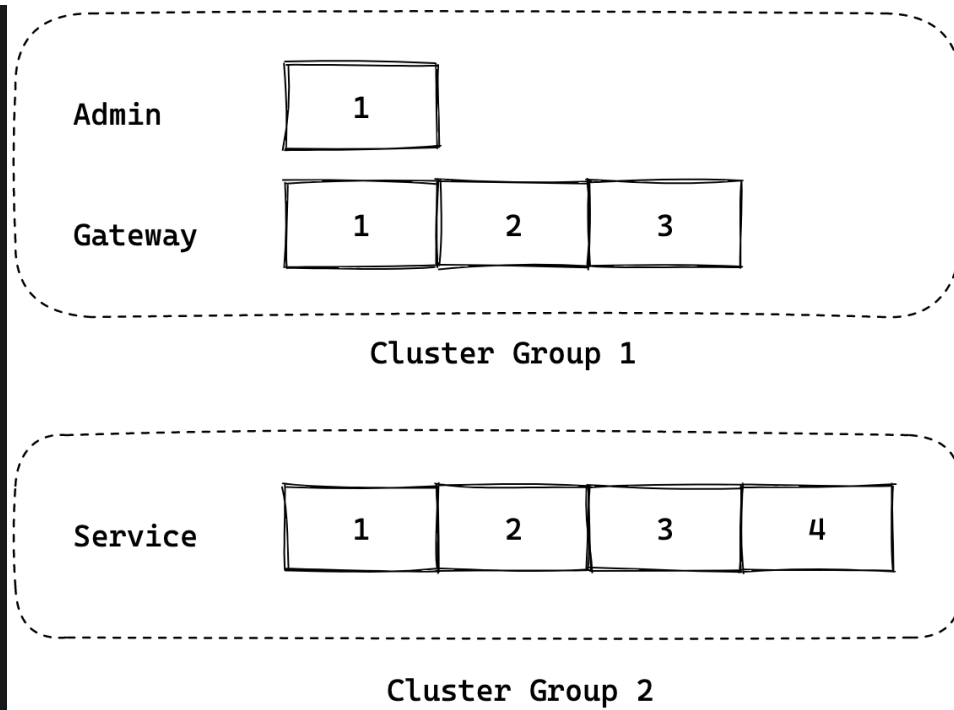 Admin 1
Gateway 1 2 3
Cluster Group 1
Service 1 2 3 4
Cluster Group 2